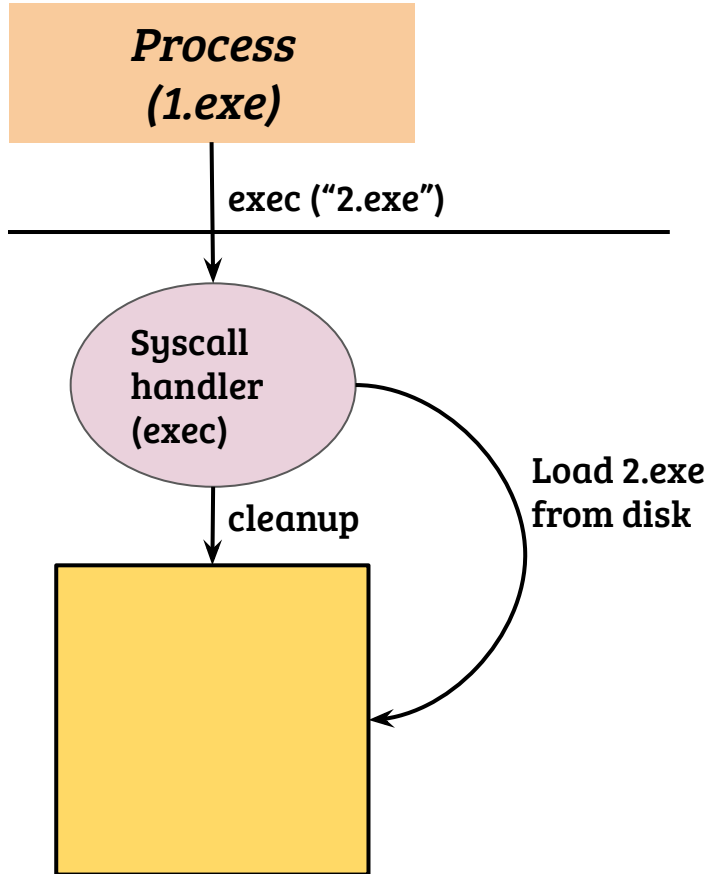 Process
(1.exe)
exec (“2.exe”)
Syscall
handler
(exec)
Load 2.exe
from disk
cleanup